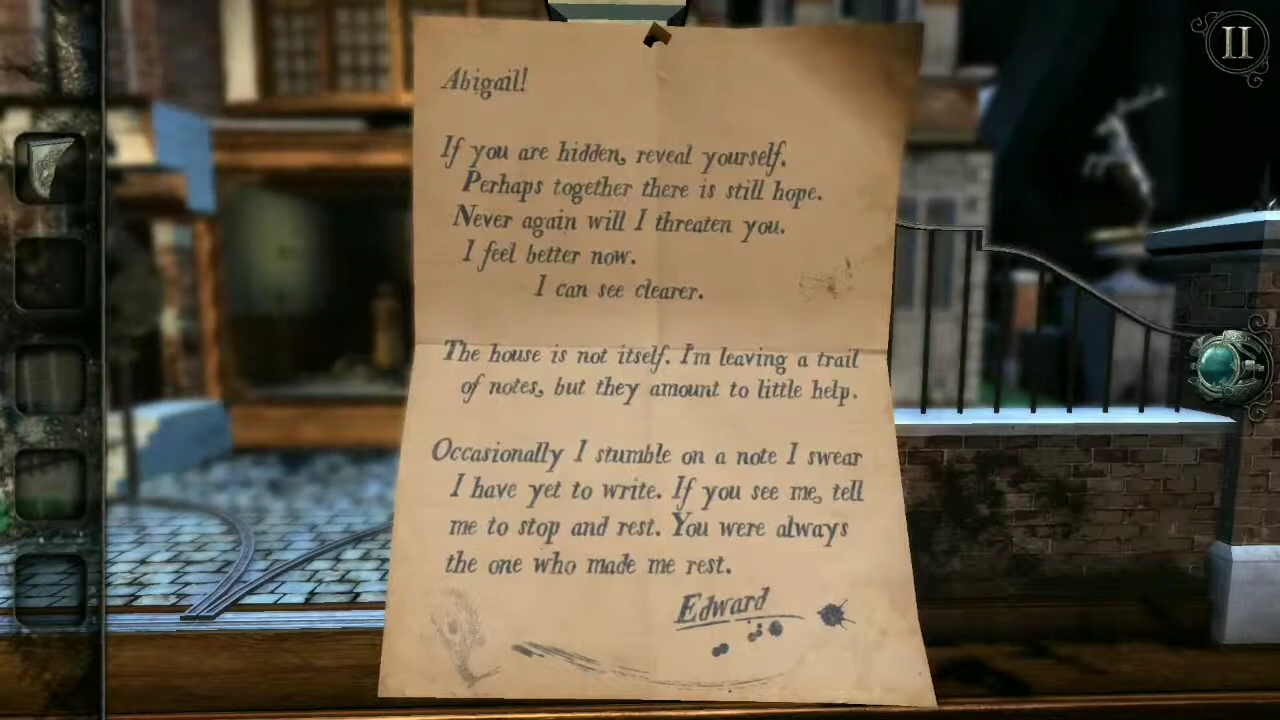 Abigail!
If you are hidden, reveal yourself.
Perhaps together there is still hope.
Never again will I threaten you.
I feel better now.
I can see clearer.
The house is not itself. I'm leaving a trail
of notes, but they amount to little help.
Occasionally I stumble on a note I swear
I have yet to write. If you see me, tell
me to stop and rest. You were always
the one who made me rest.
Edward
II